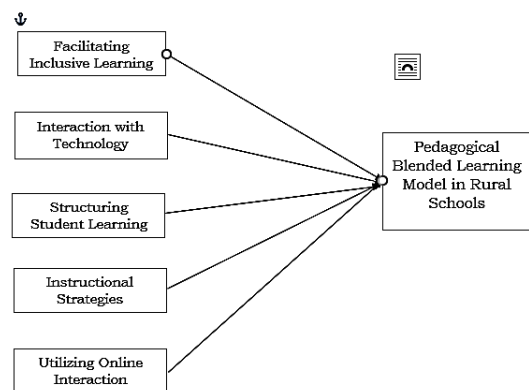 Facilitating
Inclusive Learning
Interaction with
Technology
Structuring
Student Learning
Instructional
Strategies
Utilizing Online
Interaction
Pedagogical
Blended Learning
Model in Rural
Schools